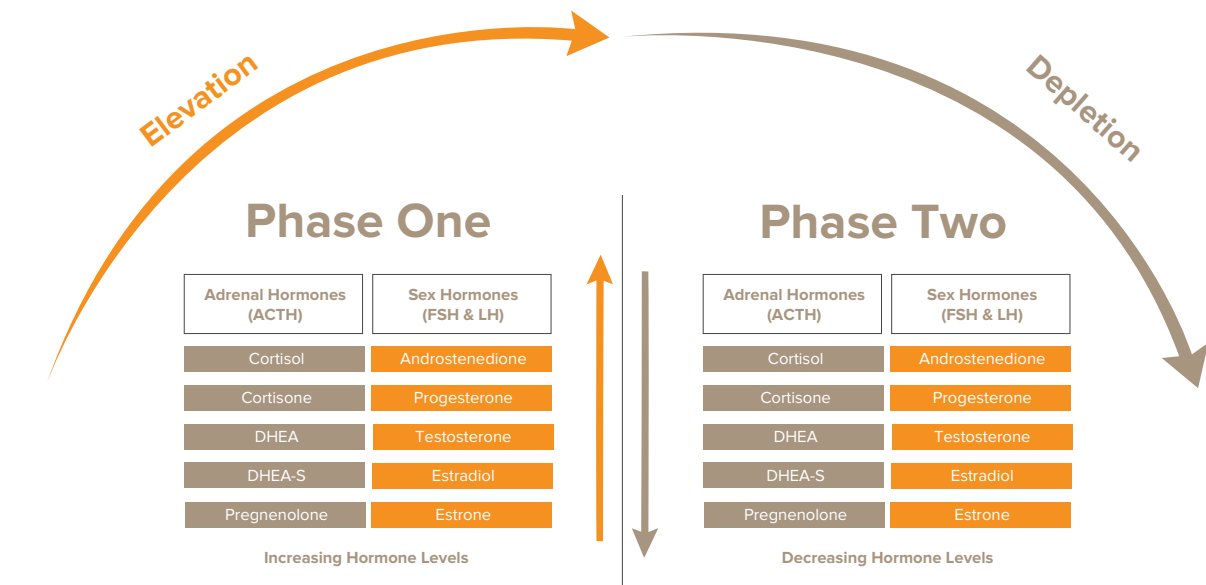 Elevation
Depletion
Phase One
Adrenal Hormones
(ACTH)
Sex Hormones
(FSH & LH)
Cortisol
Androstenedione
Cortisone
Progesterone
DHEA
Testosterone
DHEA-S
Estradiol
Pregnenolone
Estrone
Increasing Hormone Levels
Phase Two
Adrenal Hormones
(ACTH)
Sex Hormones
(FSH & LH)
Cortisol
Androstenedione
Cortisone
Progesterone
DHEA
Testosterone
DHEA-S
Estradiol
Pregnenolone
Estrone
Decreasing Hormone Levels